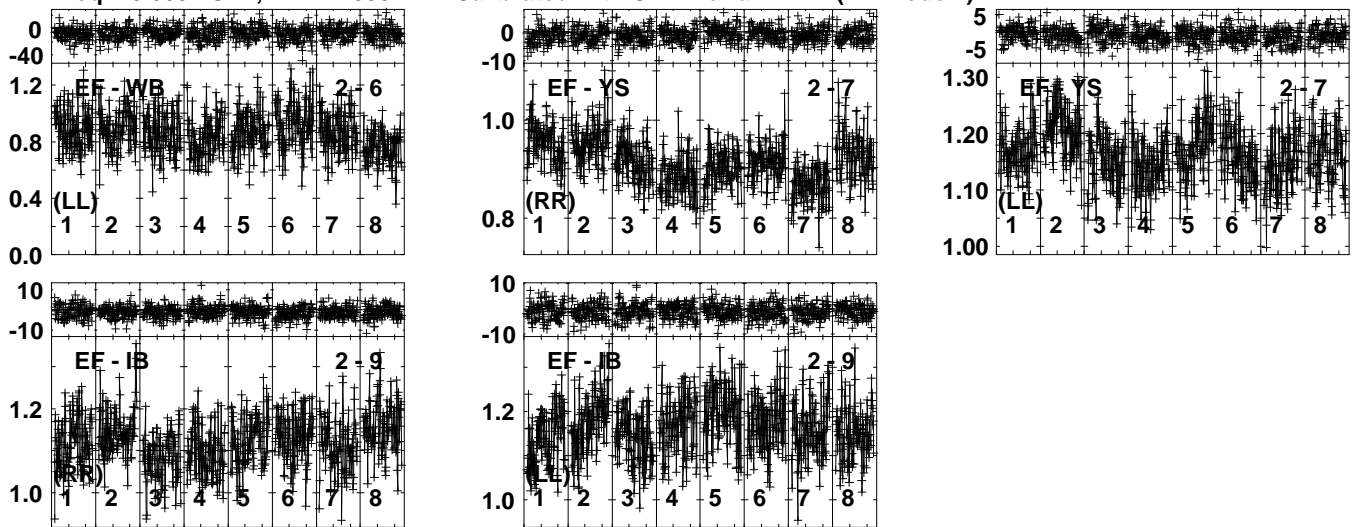 0
-40
1.2
EF - WB 2 - 6
0.8
0.4
(LL)
1 2 3 4 5 6 7 8
0.0
0
-10
EF - YS 2 - 7
1.0
(RR)
0.8
1 2 3 4 5 6 7 8
5
-5
1.30
EF - YS 2 - 7
1.20
1.10
(LL)
1 2 3 4 5 6 7 8
1.00
10
-10
EF - IB 2 - 9
1.2
(RR)
1.0
1 2 3 4 5 6 7 8
10
-10
EF - IB 2 - 9
1.2
(LL)
1.0
1 2 3 4 5 6 7 8